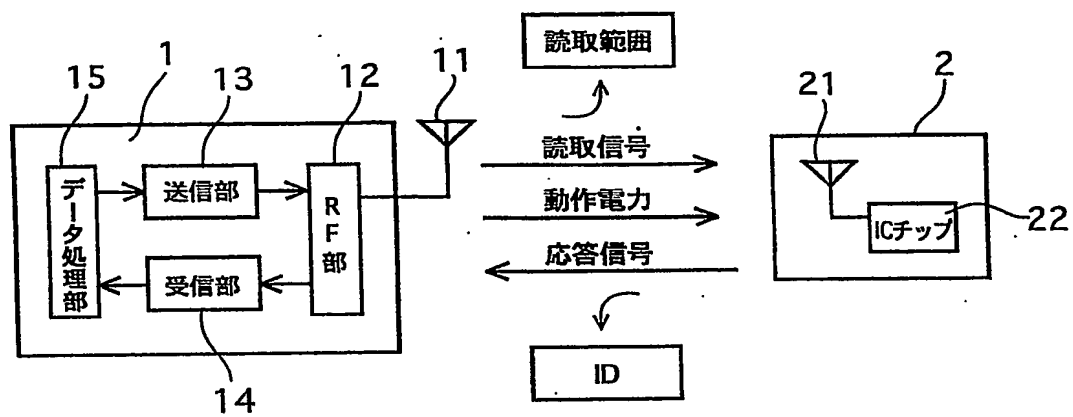 読取範囲
15
1
13
12
11
21
2
読取信号
動作電力
応答信号
データ処理部
送信部
RF部
受信部
ICチップ
22
14
ID